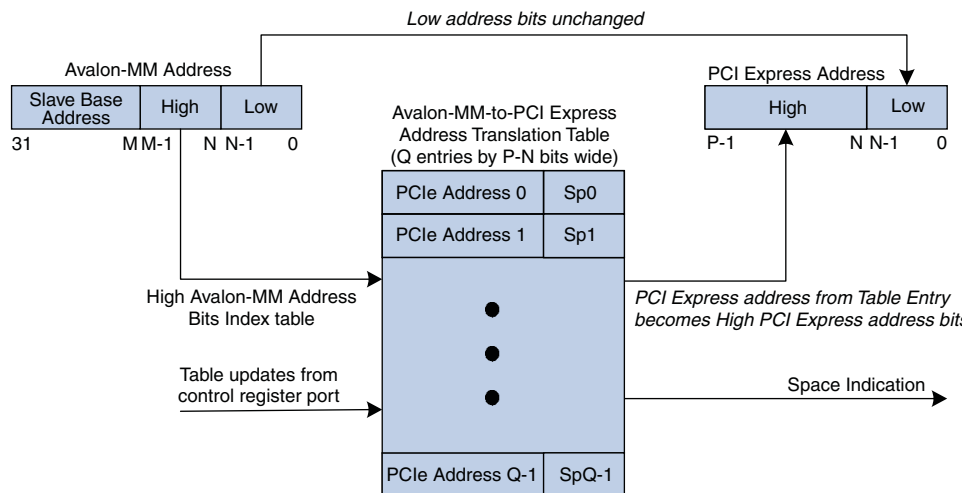 Low address bits unchanged
Avalon-MM Address
Slave Base
Address
High
Low
31
M
M-1
N
N-1
0
PCI Express Address
High
Low
P-1
N
N-1
0
Avalon-MM-to-PCI Express
Address Translation Table
(Q entries by P-N bits wide)
PCIe Address 0
Sp0
PCIe Address 1
Sp1
High Avalon-MM Address
Bits Index table
PCI Express address from Table Entry
becomes High PCI Express address bits
Table updates from
control register port
Space Indication
PCIe Address Q-1
SpQ-1